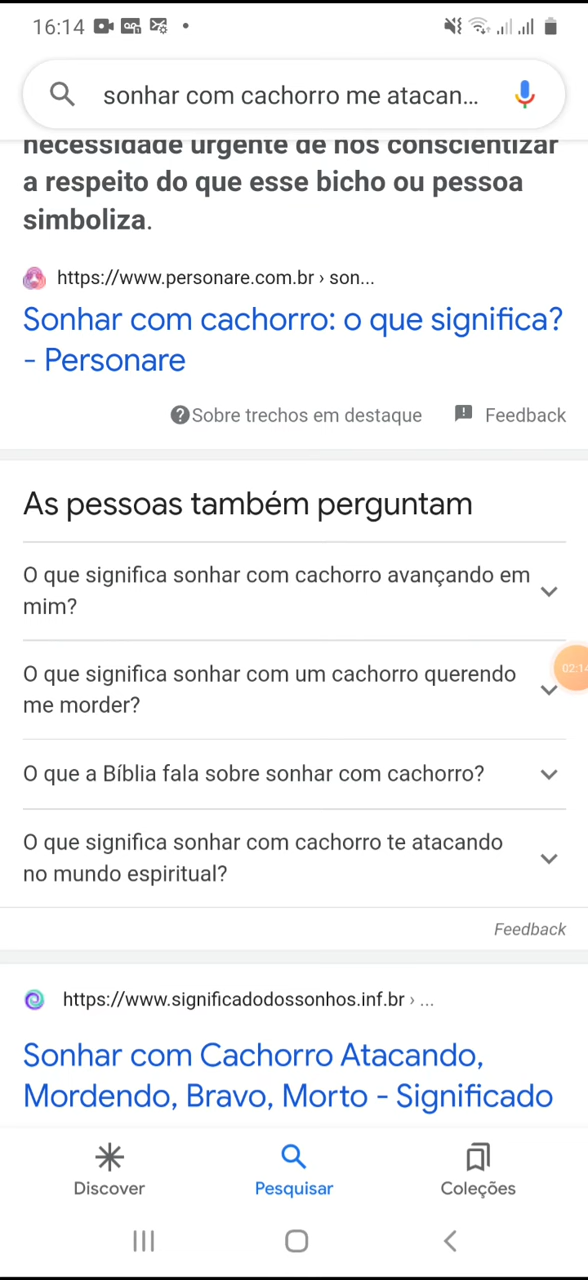 16:14
sonhar com cachorro me atacan...
necessidade urgente de nos conscientizar
a respeito do que esse bicho ou pessoa
simboliza.
https://www.personare.com.br › son...
Sonhar com cachorro: o que significa?
- Personare
Sobre trechos em destaque
Feedback
As pessoas também perguntam
O que significa sonhar com cachorro avançando em
mim?
O que significa sonhar com um cachorro querendo
me morder?
02:14
O que a Bíblia fala sobre sonhar com cachorro?
O que significa sonhar com cachorro te atacando
no mundo espiritual?
Feedback
https://www.significadodossonhos.inf.br › ...
Sonhar com Cachorro Atacando,
Mordendo, Bravo, Morto - Significado
Discover
Pesquisar
Coleções